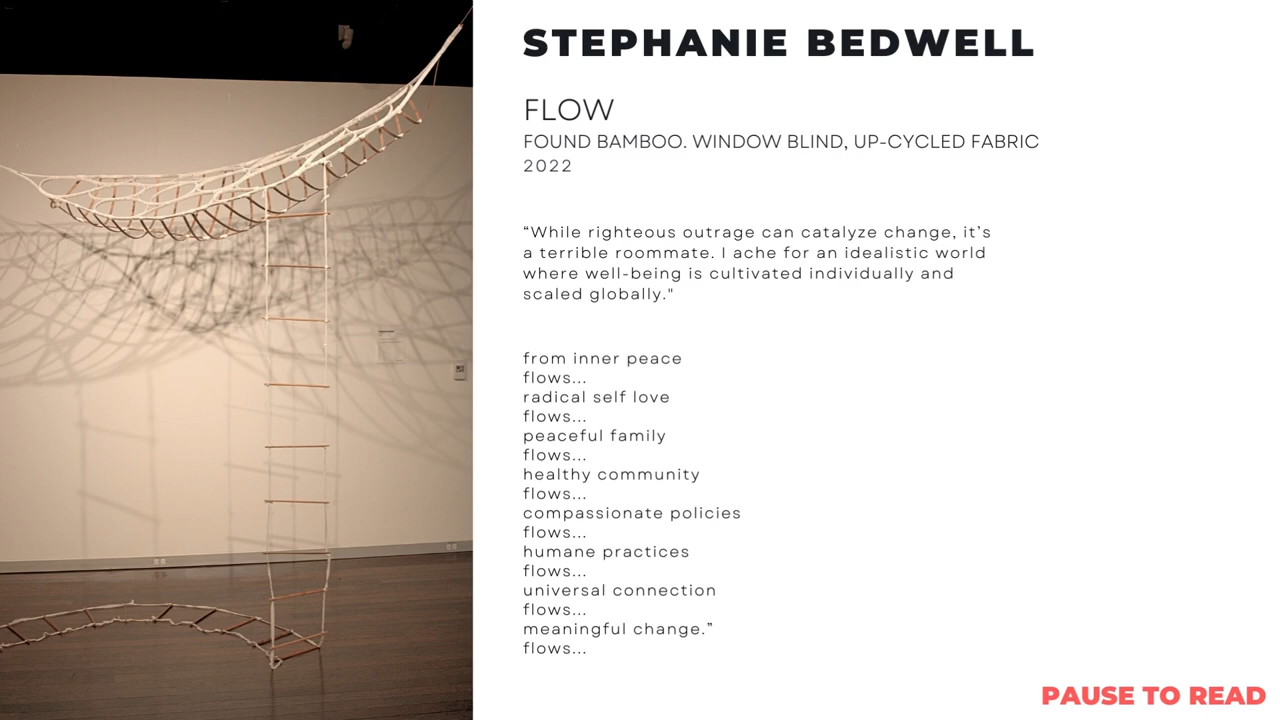 STEPHANIE BEDWELL
FLOW
FOUND BAMBOO. WINDOW BLIND, UP-CYCLED FABRIC
2022
“While righteous outrage can catalyze change, it’s
a terrible roommate. I ache for an idealistic world
where well-being is cultivated individually and
scaled globally."
from inner peace
flows...
radical self love
flows...
peaceful family
flows...
healthy community
flows...
compassionate policies
flows...
humane practices
flows...
universal connection
flows...
meaningful change.”
flows...
PAUSE TO READ